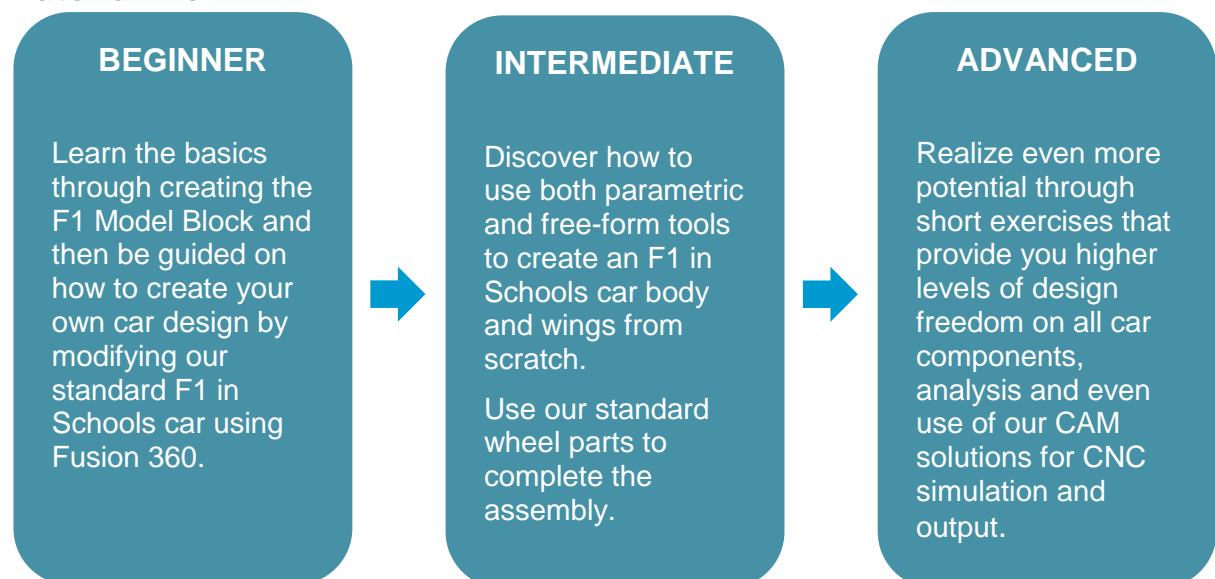 BEGINNER
Learn the basics
through creating the
F1 Model Block and
then be guided on
how to create your
own car design by
modifying our
standard F1 in
Schools car using
Fusion 360.
INTERMEDIATE
Discover how to
use both parametric
and free-form tools
to create an F1 in
Schools car body
and wings from
scratch.
Use our standard
wheel parts to
complete the
assembly.
ADVANCED
Realize even more
potential through
short exercises that
provide you higher
levels of design
freedom on all car
components,
analysis and even
use of our CAM
solutions for CNC
simulation and
output.